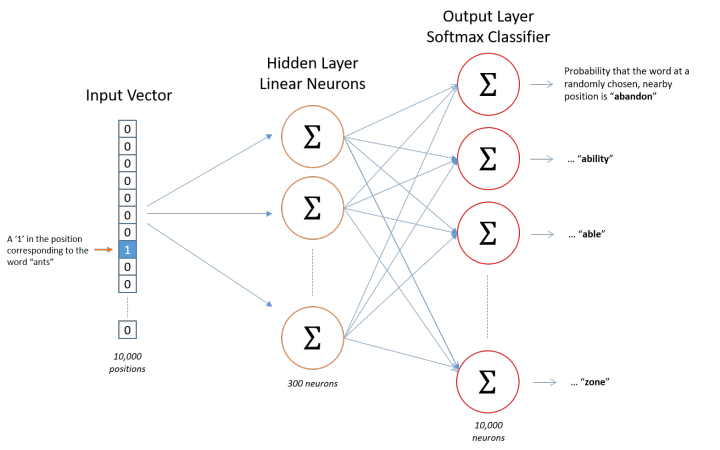 Output Layer
Softmax Classifier
Hidden Layer
Linear Neurons
Input Vector
0
0
0
0
0
0
0
1
0
0
0
A ‘1’ in the position
corresponding to the
word “ants”
10,000
positions
Σ
Σ
Σ
300 neurons
Σ
Σ
Σ
Σ
10,000
neurons
Probability that the word at a
randomly chosen, nearby
position is “abandon”
... “ability”
... “able”
... “zone”